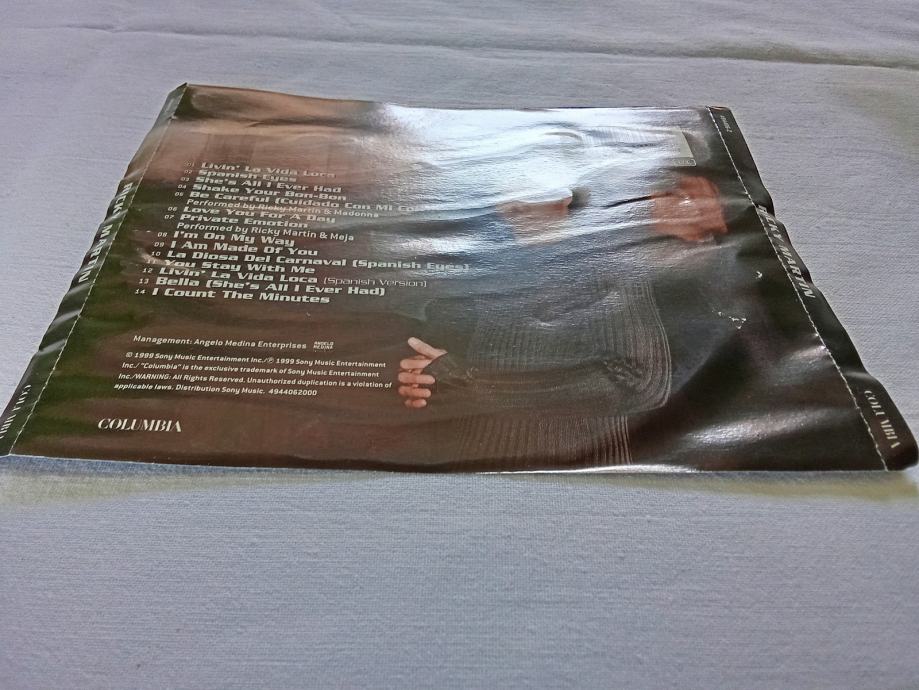 01 Livin' La Vida Loca
02 Spanish Eyes
03 She's All I Ever Had
04 Shake Your Bon-Bon
05 Be Careful (Cuidado Con Mi Co
Performed by Ricky Martin & Madonna
06 Love You For A Day
07 Private Emotion
Performed by Ricky Martin & Meja
08 I'm On My Way
09 I Am Made Of You
10 La Diosa Del Carnaval (Spanish Eyes)
11 You Stay With Me
12 Livin' La Vida Loca (Spanish Version)
13 Bella (She's All I Ever Had)
14 I Count The Minutes
Management: Angelo Medina Enterprises
ANGELO
MEDINA
© 1999 Sony Music Entertainment Inc./℗ 1999 Sony Music Entertainment
Inc./ "Columbia" is the exclusive trademark of Sony Music Entertainment
Inc./WARNING: All Rights Reserved. Unauthorized duplication is a violation of
applicable laws. Distribution Sony Music. 4944062000
COLUMBIA
RICKY MARTIN
COLUMBIA
RICKY MARTIN
COLUMBIA